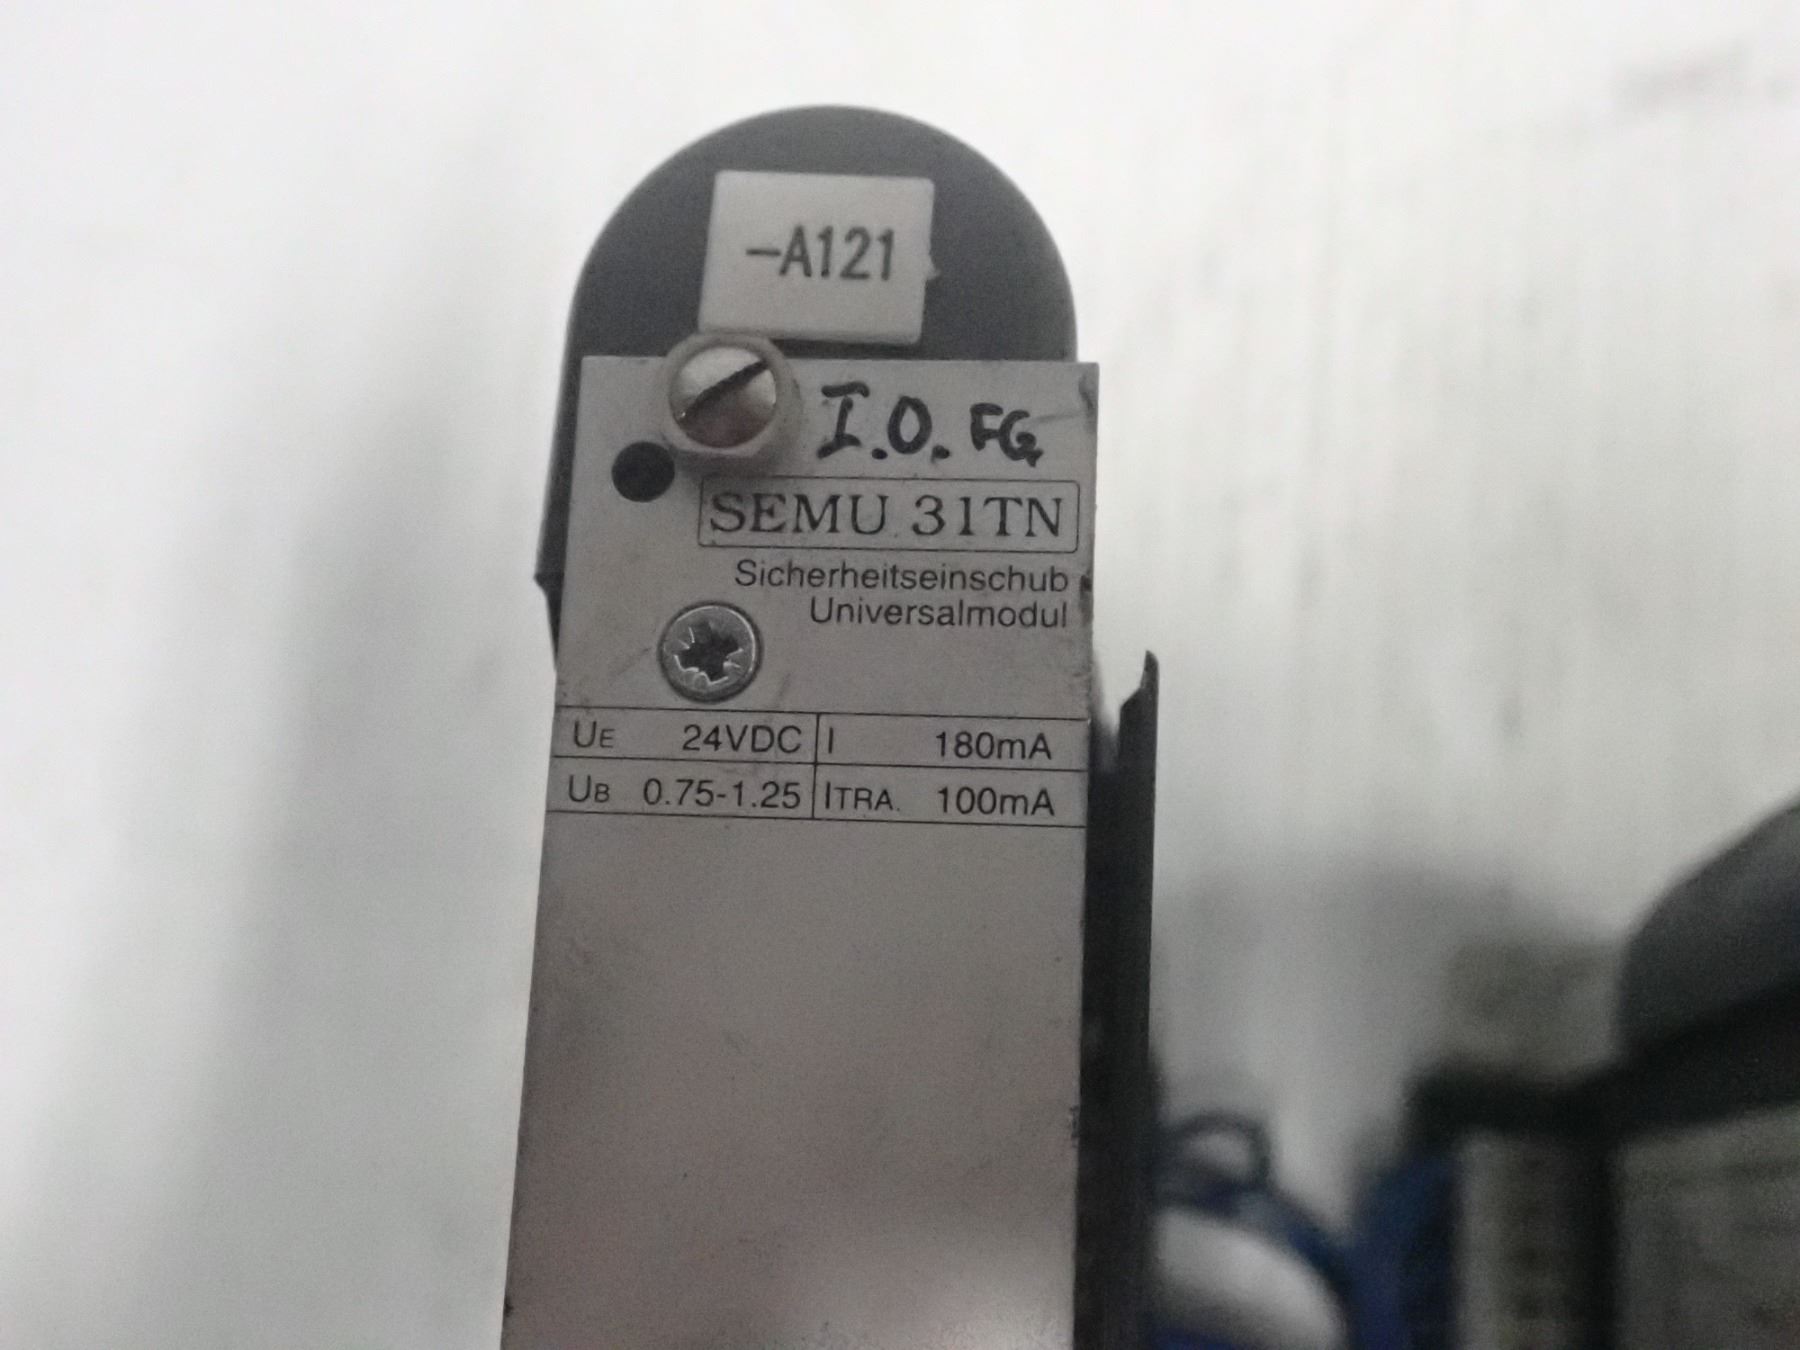 -A121
I.O. FG
SEMU 31TN
Sicherheitseinschub
Universalmodul
UE 24VDC I 180mA
UB 0.75-1.25 ITRA. 100mA